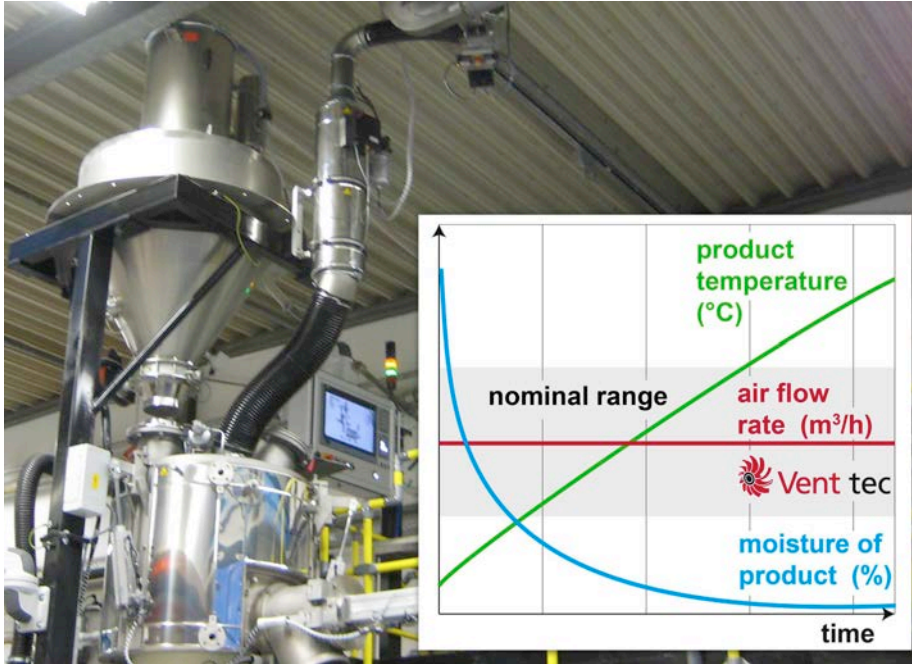 product
temperature
(°C)
nominal range
air flow
rate (m³/h)
Vent tec
moisture of
product (%)
time